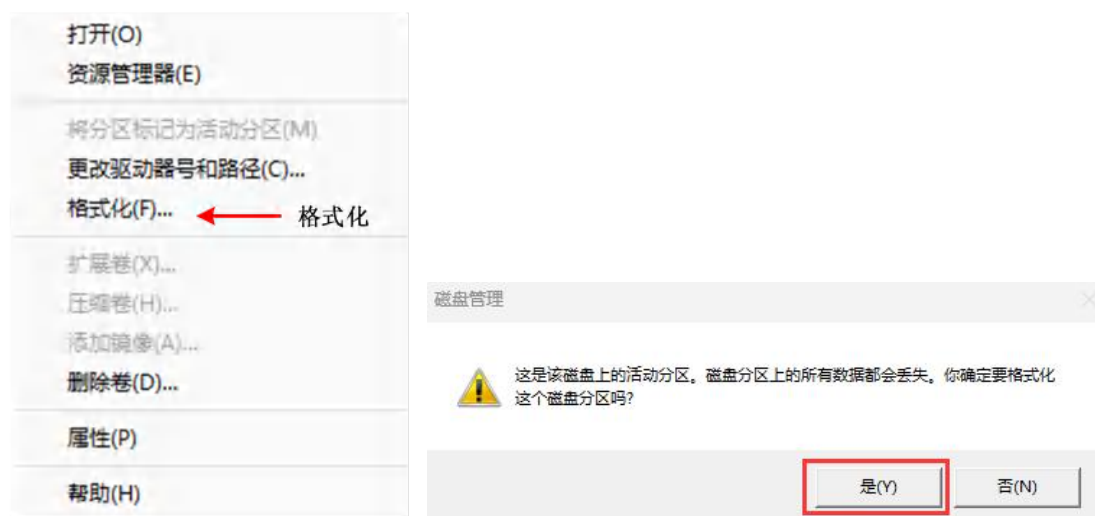 打开(O)
资源管理器(E)
将分区标记为活动分区(M)
更改驱动器号和路径(C)...
格式化(F)...
格式化
扩展卷(X)...
压缩卷(H)...
添加镜像(A)...
删除卷(D)...
属性(P)
帮助(H)
磁盘管理
这是该磁盘上的活动分区。磁盘分区上的所有数据都会丢失。你确定要格式化
这个磁盘分区吗?
是(Y)
否(N)